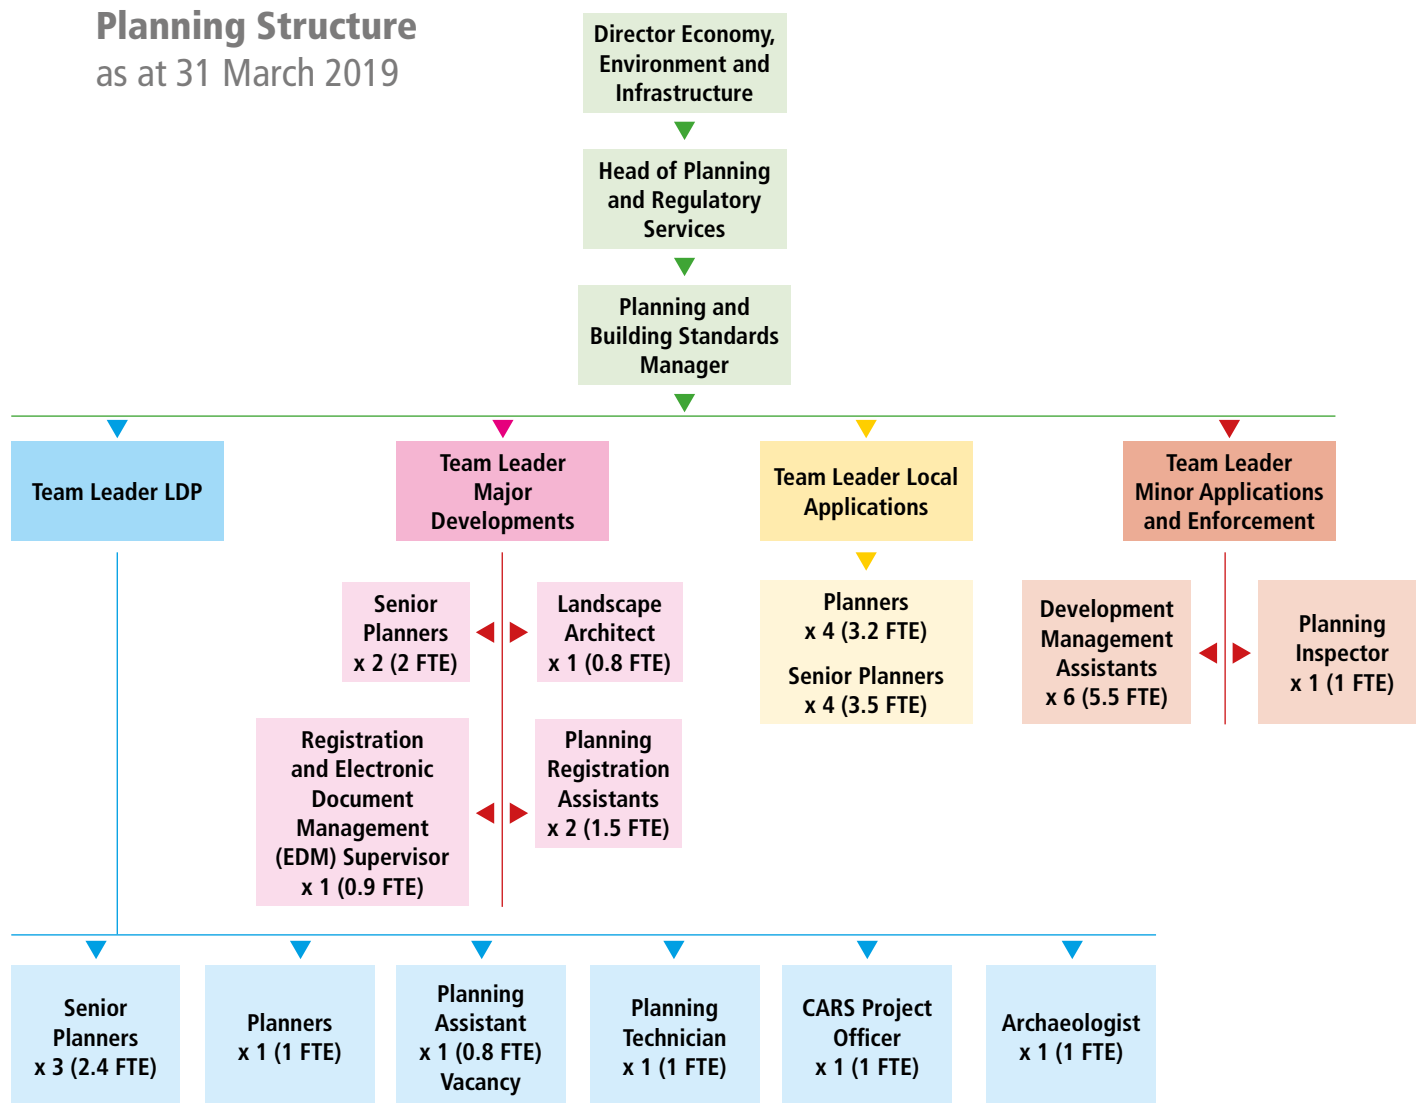 Planning Structure
as at 31 March 2019
Director Economy,
Environment and
Infrastructure
Head of Planning
and Regulatory
Services
Planning and
Building Standards
Manager
Team Leader LDP
Team Leader
Major
Developments
Team Leader Local
Applications
Team Leader
Minor Applications
and Enforcement
Senior
Planners
x 2 (2 FTE)
Landscape
Architect
x 1 (0.8 FTE)
Registration
and Electronic
Document
Management
(EDM) Supervisor
x 1 (0.9 FTE)
Planning
Registration
Assistants
x 2 (1.5 FTE)
Planners
x 4 (3.2 FTE)
Senior Planners
x 4 (3.5 FTE)
Development
Management
Assistants
x 6 (5.5 FTE)
Planning
Inspector
x 1 (1 FTE)
Senior
Planners
x 3 (2.4 FTE)
Planners
x 1 (1 FTE)
Planning
Assistant
x 1 (0.8 FTE)
Vacancy
Planning
Technician
x 1 (1 FTE)
CARS Project
Officer
x 1 (1 FTE)
Archaeologist
x 1 (1 FTE)